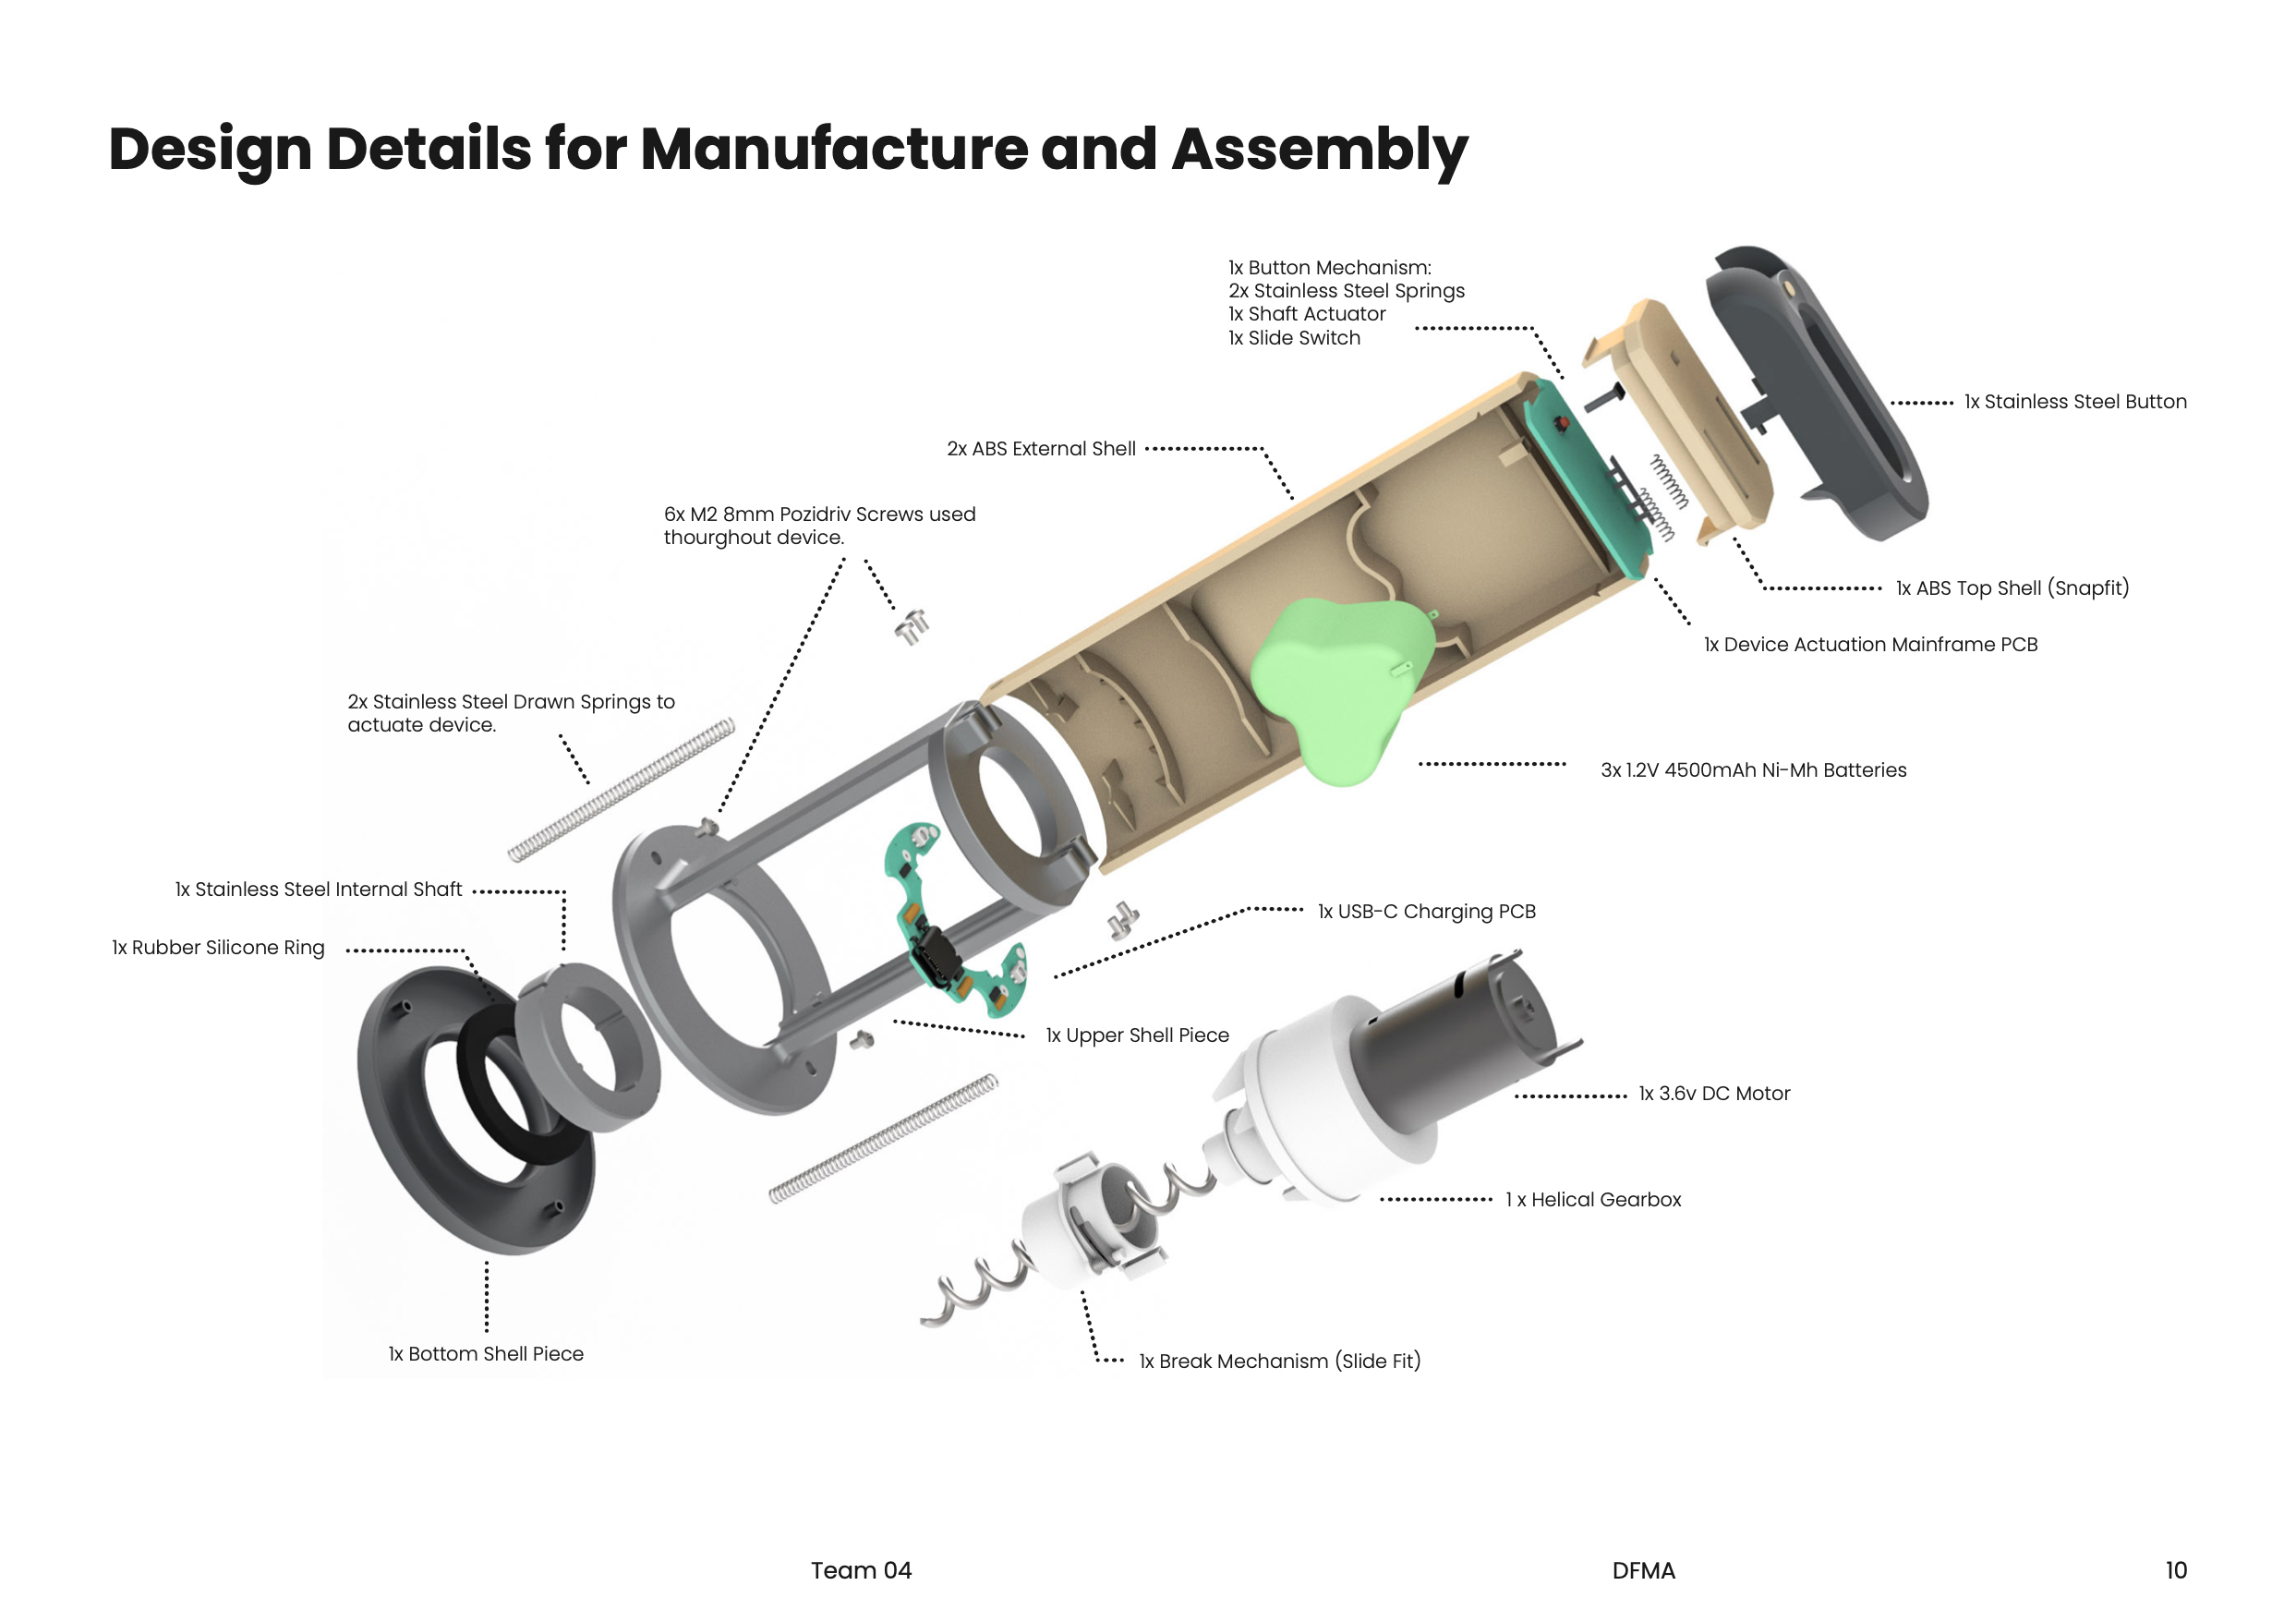 Design Details for Manufacture and Assembly
1x Button Mechanism:
2x Stainless Steel Springs
1x Shaft Actuator
1x Slide Switch
1x Stainless Steel Button
2x ABS External Shell
6x M2 8mm Pozidriv Screws used
thourghout device.
1x ABS Top Shell (Snapfit)
1x Device Actuation Mainframe PCB
2x Stainless Steel Drawn Springs to
actuate device.
3x 1.2V 4500mAh Ni-Mh Batteries
1x Stainless Steel Internal Shaft
1x USB-C Charging PCB
1x Rubber Silicone Ring
1x Upper Shell Piece
1x 3.6v DC Motor
1 x Helical Gearbox
1x Bottom Shell Piece
1x Break Mechanism (Slide Fit)
Team 04
DFMA
10